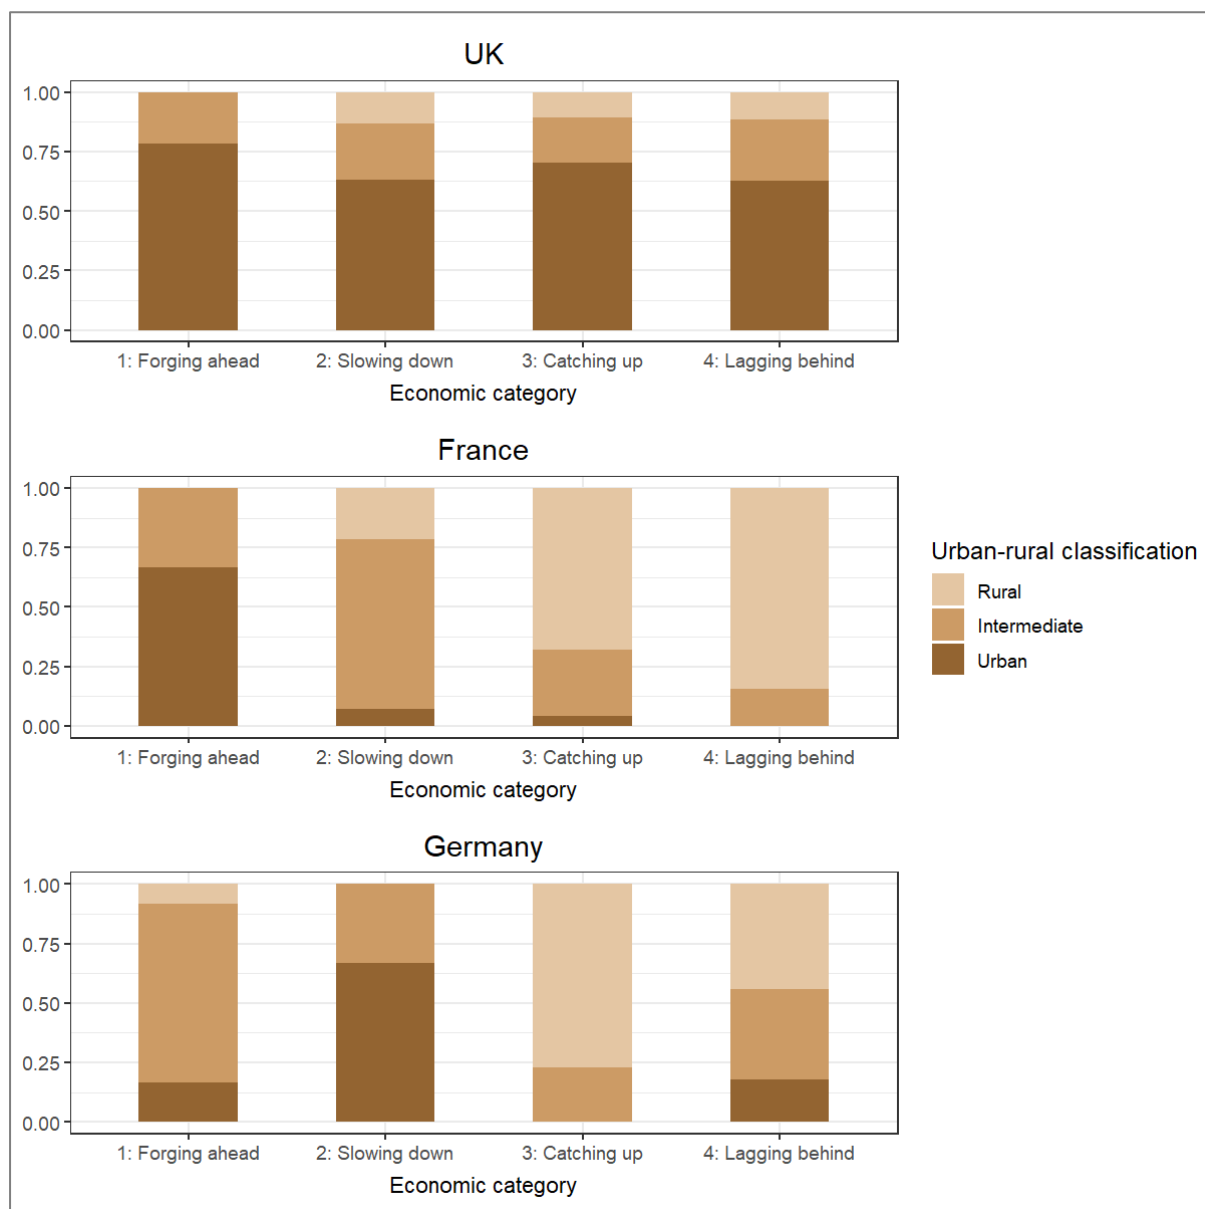 UK
1.00
0.75
0.50
0.25
0.00
1: Forging ahead 2: Slowing down 3: Catching up 4: Lagging behind
Economic category
France
1.00
0.75
0.50
0.25
0.00
1: Forging ahead 2: Slowing down 3: Catching up 4: Lagging behind
Economic category
Urban-rural classification
Rural
Intermediate
Urban
Germany
1.00
0.75
0.50
0.25
0.00
1: Forging ahead 2: Slowing down 3: Catching up 4: Lagging behind
Economic category